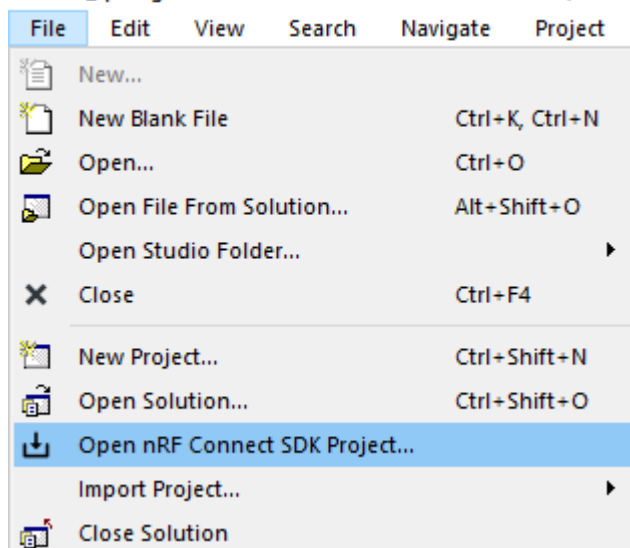 File Edit View Search Navigate Project
New...
New Blank File Ctrl+K, Ctrl+N
Open... Ctrl+O
Open File From Solution... Alt+Shift+O
Open Studio Folder...
Close Ctrl+F4
New Project... Ctrl+Shift+N
Open Solution... Ctrl+Shift+O
Open nRF Connect SDK Project...
Import Project...
Close Solution